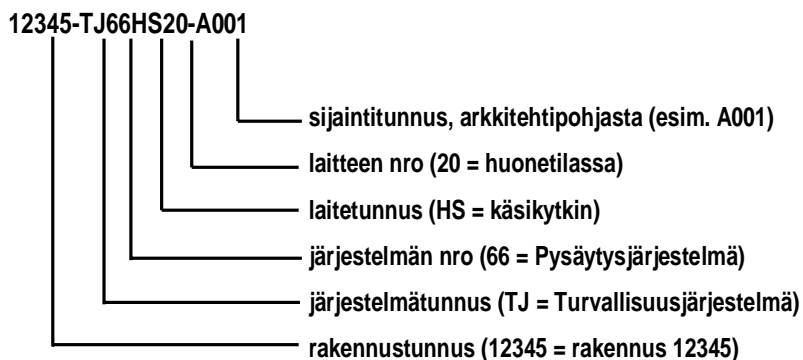 12345-TJ66HS20-A001
sijaintitunnus, arkkitehtipohjasta (esim. A001)
laitteen nro (20 = huonetilassa)
laitetunnus (HS = käsikytkin)
järjestelmän nro (66 = Pysäytysjärjestelmä)
järjestelmätunnus (TJ = Turvallisuusjärjestelmä)
rakennustunnus (12345 = rakennus 12345)